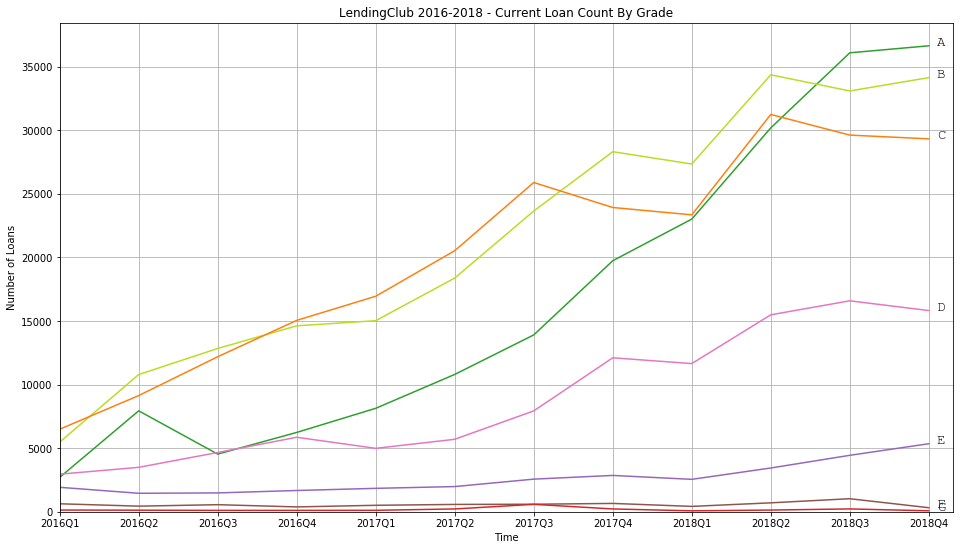 LendingClub 2016-2018 - Current Loan Count By Grade
Number of Loans
35000
30000
25000
20000
15000
10000
5000
0
A
B
C
D
E
F
G
2016Q1 2016Q2 2016Q3 2016Q4 2017Q1 2017Q2 2017Q3 2017Q4 2018Q1 2018Q2 2018Q3 2018Q4
Time